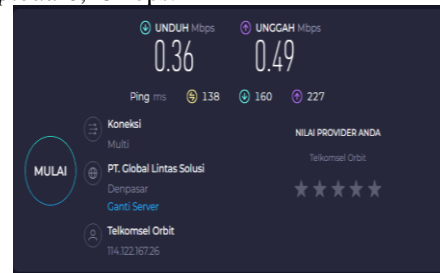 UNDUH Mbps
0.36
UNGGAH Mbps
0.49
Ping ms 138 160 227
Koneksi
Multi
MULAI
PT. Global Lintas Solusi
Denpasar
Ganti Server
Telkomsel Orbit
114.122.167.26
NILAI PROVIDER ANDA
Telkomsel Orbit